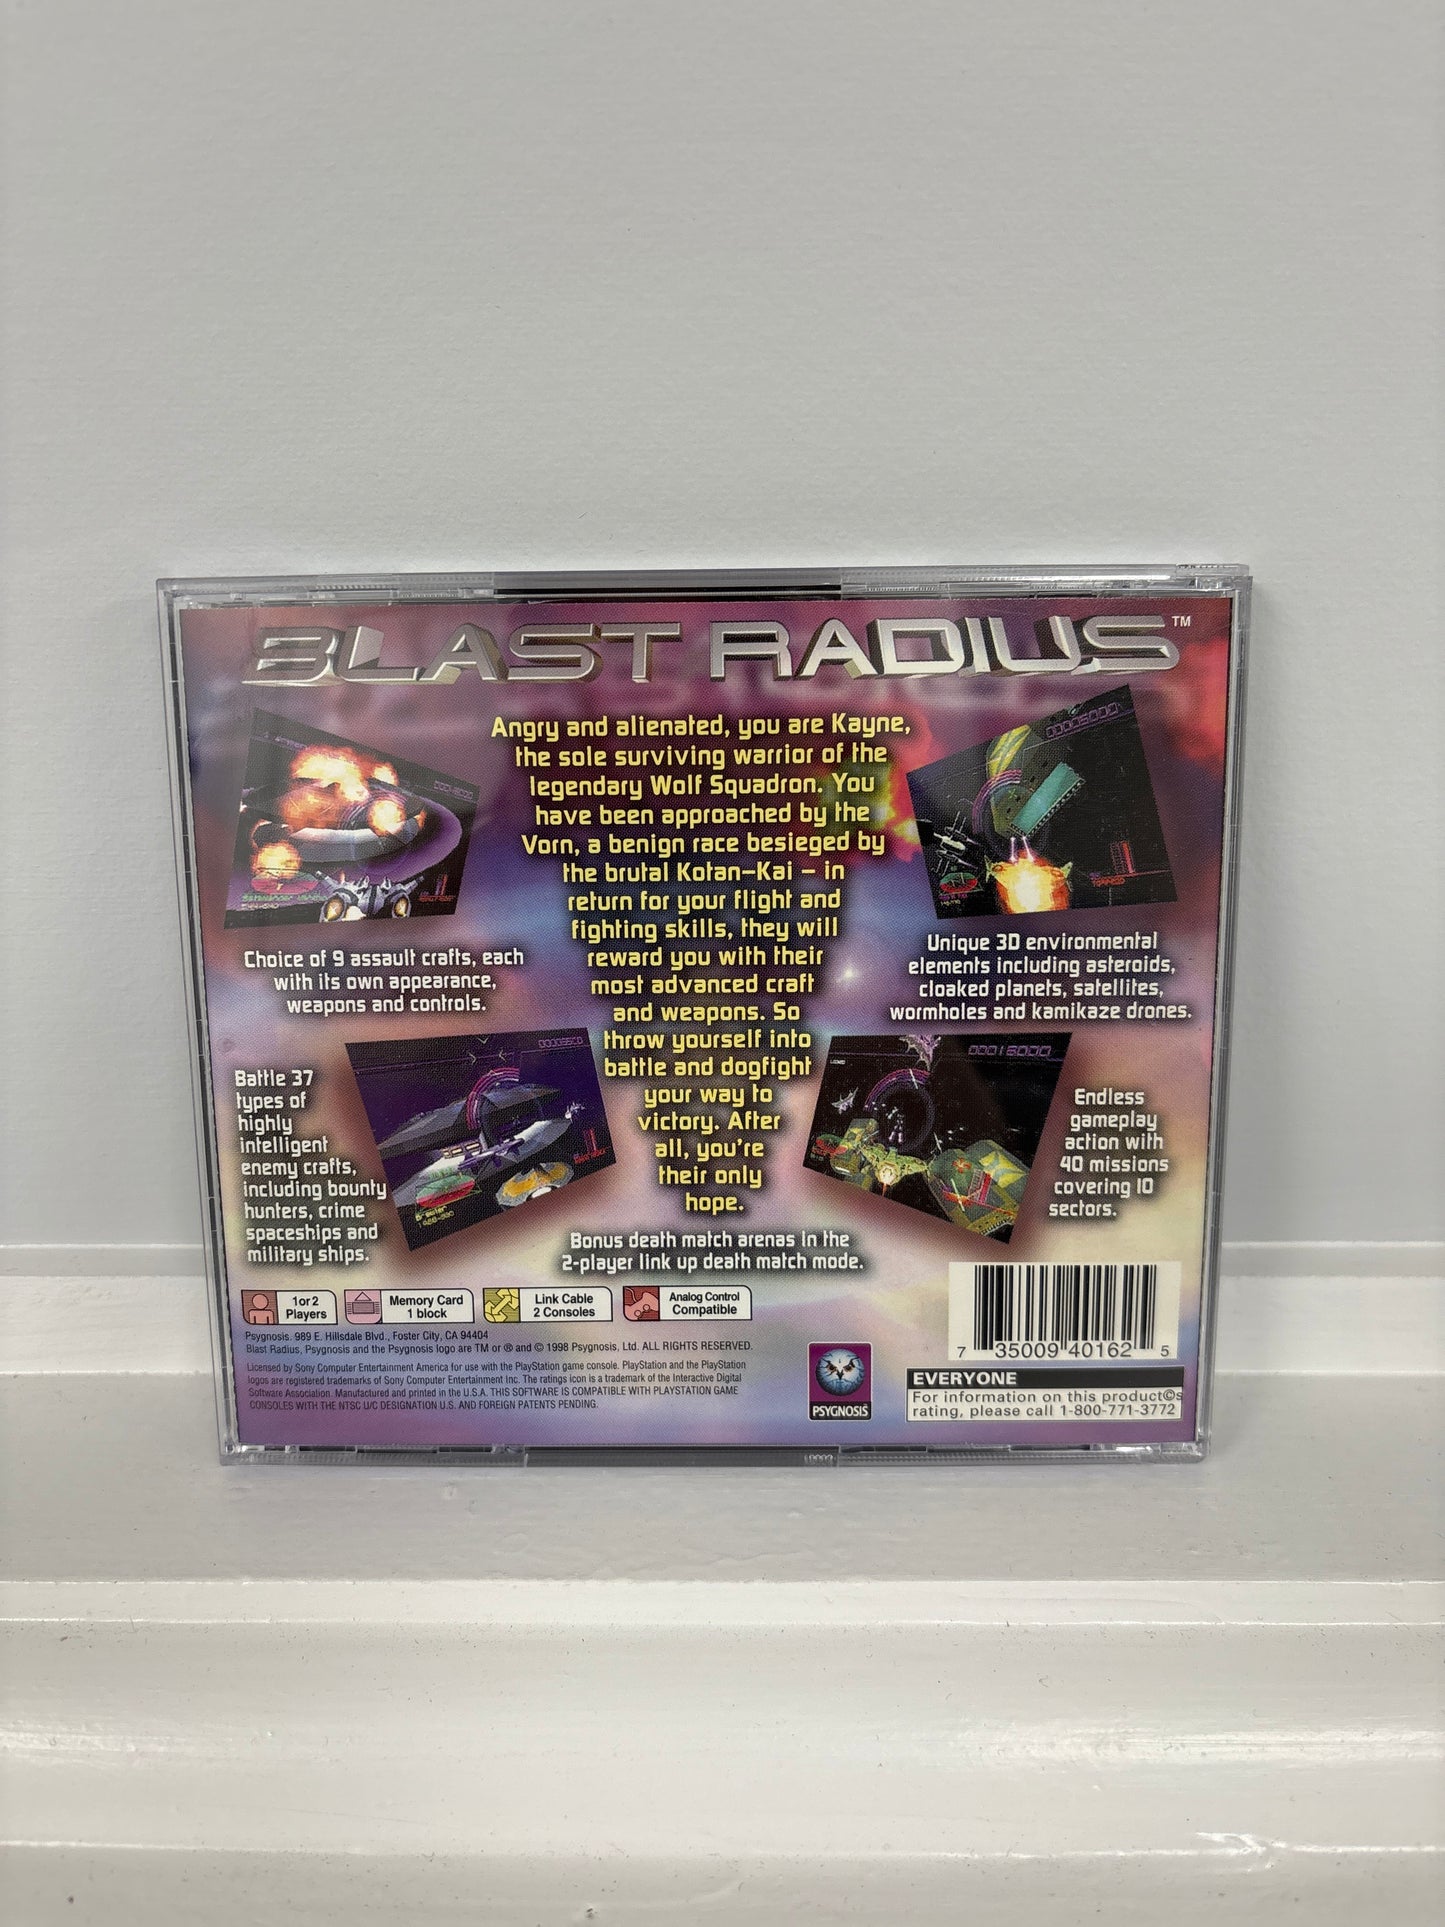 BLAST RADIUS™
Angry and alienated, you are Kayne,
the sole surviving warrior of the
legendary Wolf Squadron. You
have been approached by the
Vorn, a benign race besieged by
the brutal Kotan-Kai - in
return for your flight and
fighting skills, they will
reward you with their
most advanced craft
and weapons. So
throw yourself into
battle and dogfight
your way to
victory. After
all, you're
their only
hope.
Choice of 9 assault crafts, each
with its own appearance,
weapons and controls.
00005000
Unique 3D environmental
elements including asteroids,
cloaked planets, satellites,
wormholes and kamikaze drones.
Battle 37
types of
highly
intelligent
enemy crafts,
including bounty
hunters, crime
spaceships and
military ships.
00015000
Endless
gameplay
action with
40 missions
covering 10
sectors.
Bonus death match arenas in the
2-player link up death match mode.
1 or 2
Players
Memory Card
1 block
Link Cable
2 Consoles
Analog Control
Compatible
Psygnosis. 989 E. Hillsdale Blvd., Foster City, CA 94404
Blast Radius, Psygnosis and the Psygnosis logo are TM or ® and © 1998 Psygnosis, Ltd. ALL RIGHTS RESERVED.
Licensed by Sony Computer Entertainment America for use with the PlayStation game console. PlayStation and the PlayStation
logos are registered trademarks of Sony Computer Entertainment Inc. The ratings icon is a trademark of the Interactive Digital
Software Association. Manufactured and printed in the U.S.A. THIS SOFTWARE IS COMPATIBLE WITH PLAYSTATION GAME
CONSOLES WITH THE NTSC U/C DESIGNATION U.S. AND FOREIGN PATENTS PENDING.
PSYGNOSIS
7 35009 40162 5
EVERYONE
For information on this product©s
rating, please call 1-800-771-3772